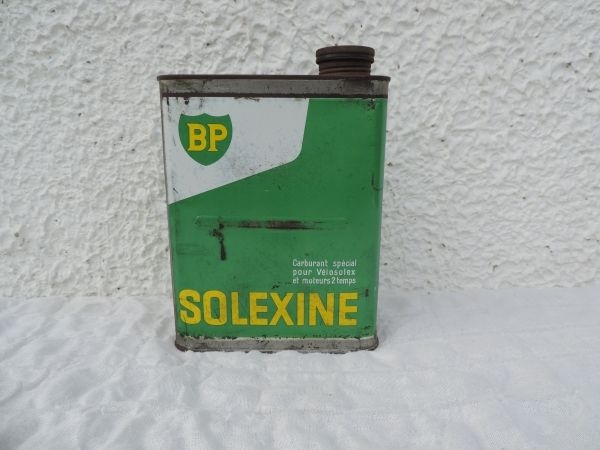 BP
Carburant spécial
pour Vélosolex
et moteurs 2 temps
SOLEXINE